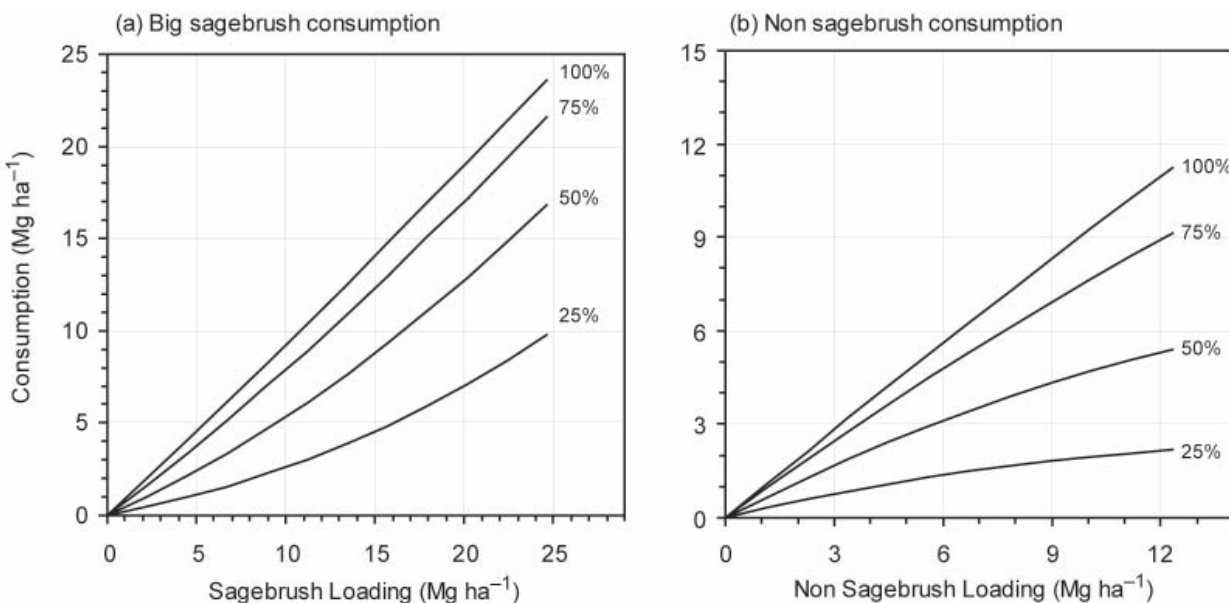 (a) Big sagebrush consumption
25
20
15
10
5
0
Consumption (Mg ha⁻¹)
100%
75%
50%
25%
0 5 10 15 20 25
Sagebrush Loading (Mg ha⁻¹)
(b) Non sagebrush consumption
15
12
9
6
3
0
100%
75%
50%
25%
0 3 6 9 12
Non Sagebrush Loading (Mg ha⁻¹)